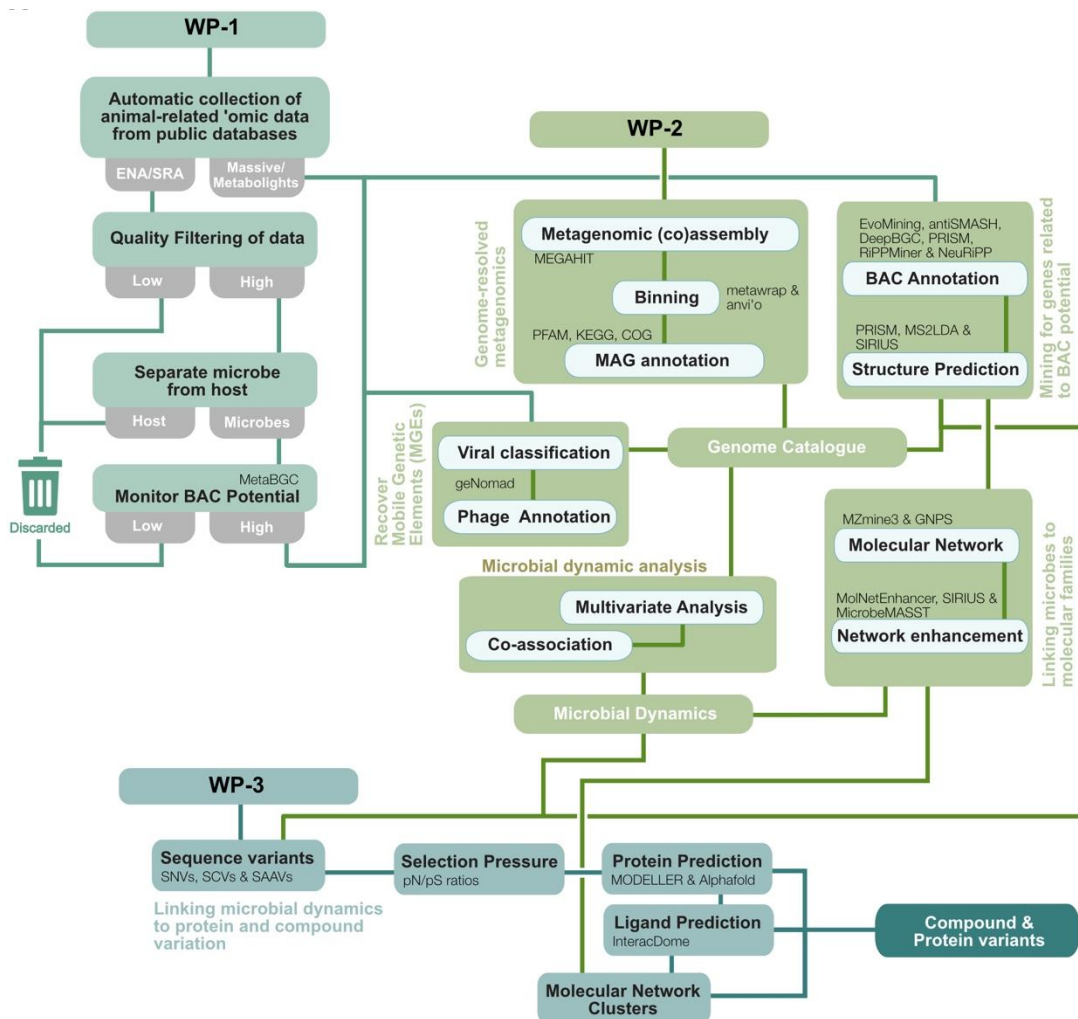 WP-1
Automatic collection of
animal-related 'omic data
from public databases
ENA/SRA
Massive/
Metabolights
Quality Filtering of data
Low
High
Separate microbe
from host
Host
Microbes
MetaBGC
Monitor BAC Potential
Low
High
Discarded
WP-2
Genome-resolved
metagenomics
Metagenomic (co)assembly
MEGAHIT
Binning
metawrap &
anvi'o
PFAM, KEGG, COG
MAG annotation
EvoMining, antiSMASH,
DeepBGC, PRISM,
RiPPMiner & NeuRiPP
BAC Annotation
PRISM, MS2LDA &
SIRIUS
Structure Prediction
Mining for genes related
to BAC potential
Recover
Mobile Genetic
Elements (MGEs)
Viral classification
geNomad
Phage Annotation
Genome Catalogue
Microbial dynamic analysis
Multivariate Analysis
Co-association
Microbial Dynamics
MZmine3 & GNPS
Molecular Network
MolNetEnhancer, SIRIUS &
MicrobeMASST
Network enhancement
Linking microbes to
molecular families
WP-3
Sequence variants
SNVs, SCVs & SAAVs
Linking microbial dynamics
to protein and compound
variation
Selection Pressure
pN/pS ratios
Protein Prediction
MODELLER & Alphafold
Ligand Prediction
InteracDome
Molecular Network
Clusters
Compound &
Protein variants